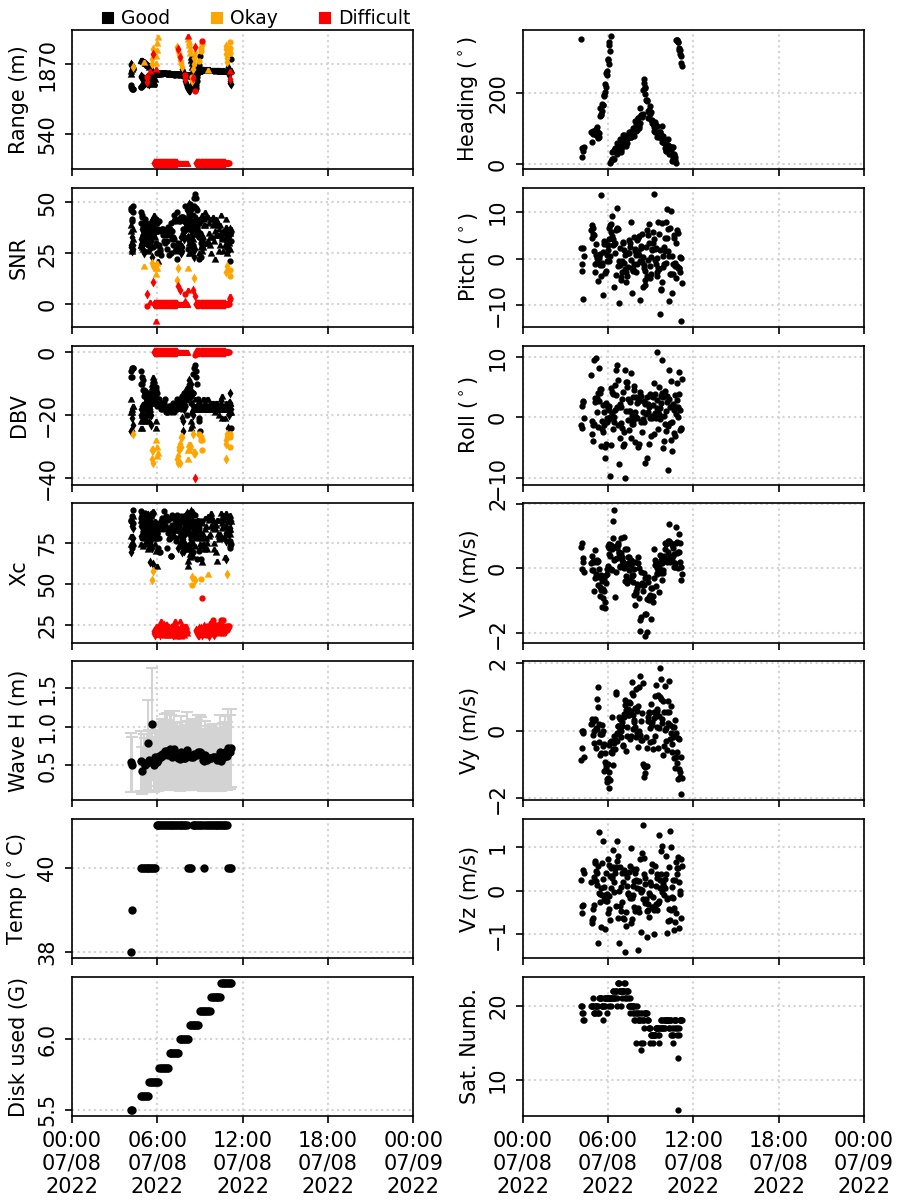 Good Okay Difficult
Range (m)
1870
540
Heading (°)
200
0
SNR
50
25
0
Pitch (°)
10
0
−10
DBV
0
−20
−40
Roll (°)
10
0
−10
Xc
75
50
25
Vx (m/s)
2
0
−2
Wave H (m)
1.5
1.0
0.5
Vy (m/s)
2
0
−2
Temp (°C)
40
38
Vz (m/s)
1
0
−1
Disk used (G)
6.0
5.5
Sat. Numb.
20
10
00:00 06:00 12:00 18:00 00:00 00:00 06:00 12:00 18:00 00:00
07/08 07/08 07/08 07/08 07/09 07/08 07/08 07/08 07/08 07/09
2022 2022 2022 2022 2022 2022 2022 2022 2022 2022